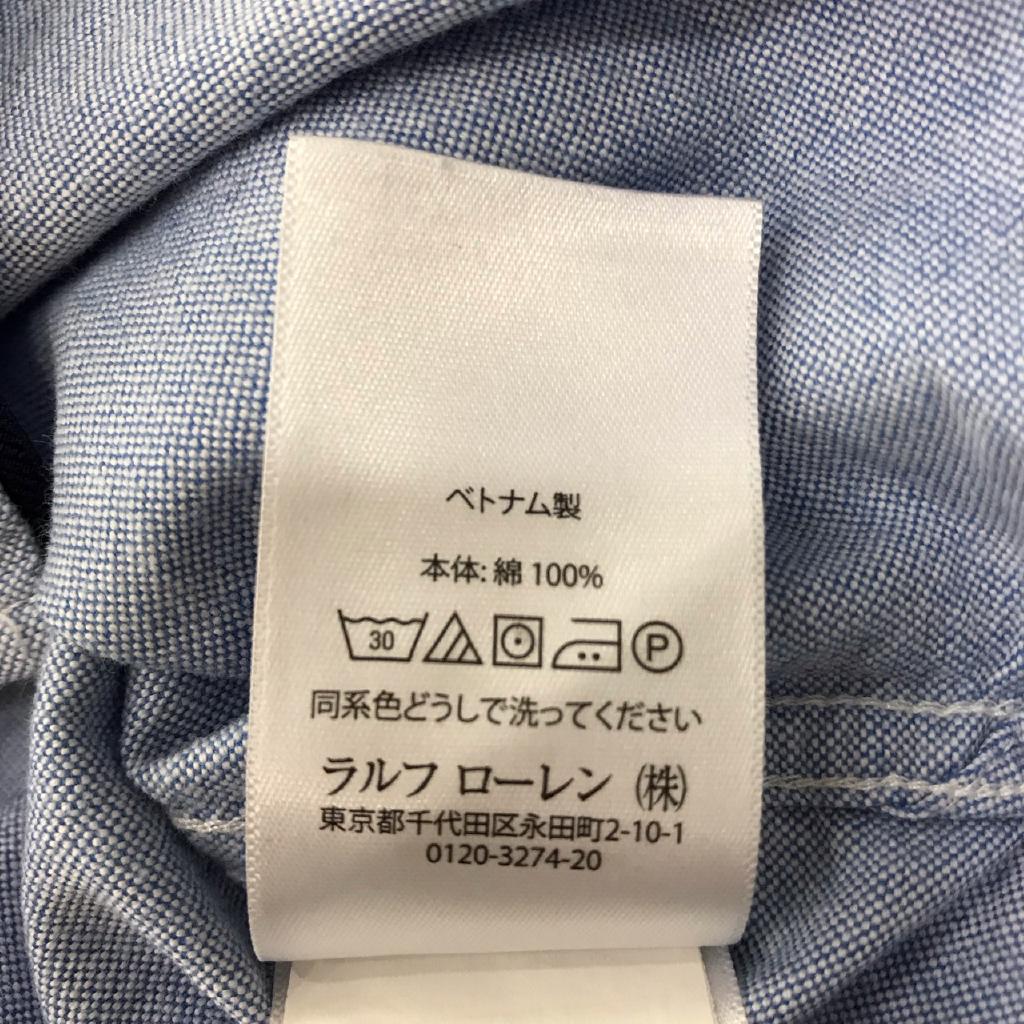 ベトナム製
本体: 綿 100%
30 P
同系色どうしで洗ってください
ラルフ ローレン (株)
東京都千代田区永田町2-10-1
0120-3274-20